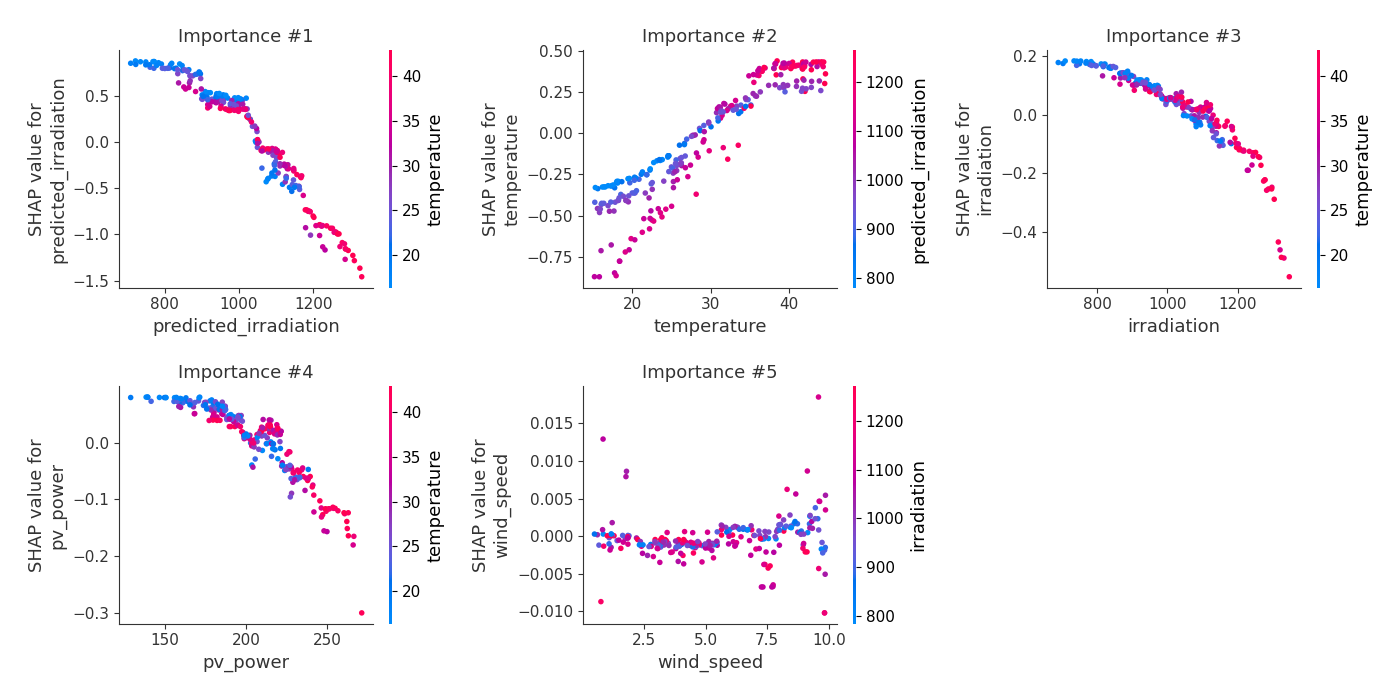 Importance #1
0.5
0.0
−0.5
−1.0
−1.5
800
1000
1200
SHAP value for
predicted_irradiation
predicted_irradiation
40
35
30
25
20
temperature
Importance #2
0.50
0.25
0.00
−0.25
−0.50
−0.75
20
30
40
SHAP value for
temperature
temperature
1200
1100
1000
900
800
predicted_irradiation
Importance #3
0.2
0.0
−0.2
−0.4
800
1000
1200
SHAP value for
irradiation
irradiation
40
35
30
25
20
temperature
Importance #4
0.0
−0.1
−0.2
−0.3
150
200
250
SHAP value for
pv_power
pv_power
40
35
30
25
20
temperature
Importance #5
0.015
0.010
0.005
0.000
−0.005
−0.010
2.5
5.0
7.5
10.0
SHAP value for
wind_speed
wind_speed
1200
1100
1000
900
800
irradiation